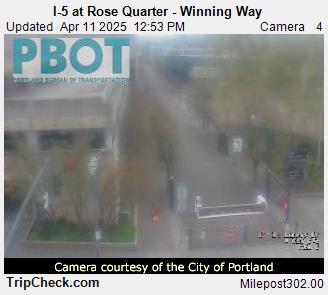 I-5 at Rose Quarter - Winning Way
Updated Apr 11 2025 12:53 PM Camera 4
PBOT
PORTLAND BUREAU OF TRANSPORTATION
Camera courtesy of the City of Portland
TripCheck.com Milepost302.00